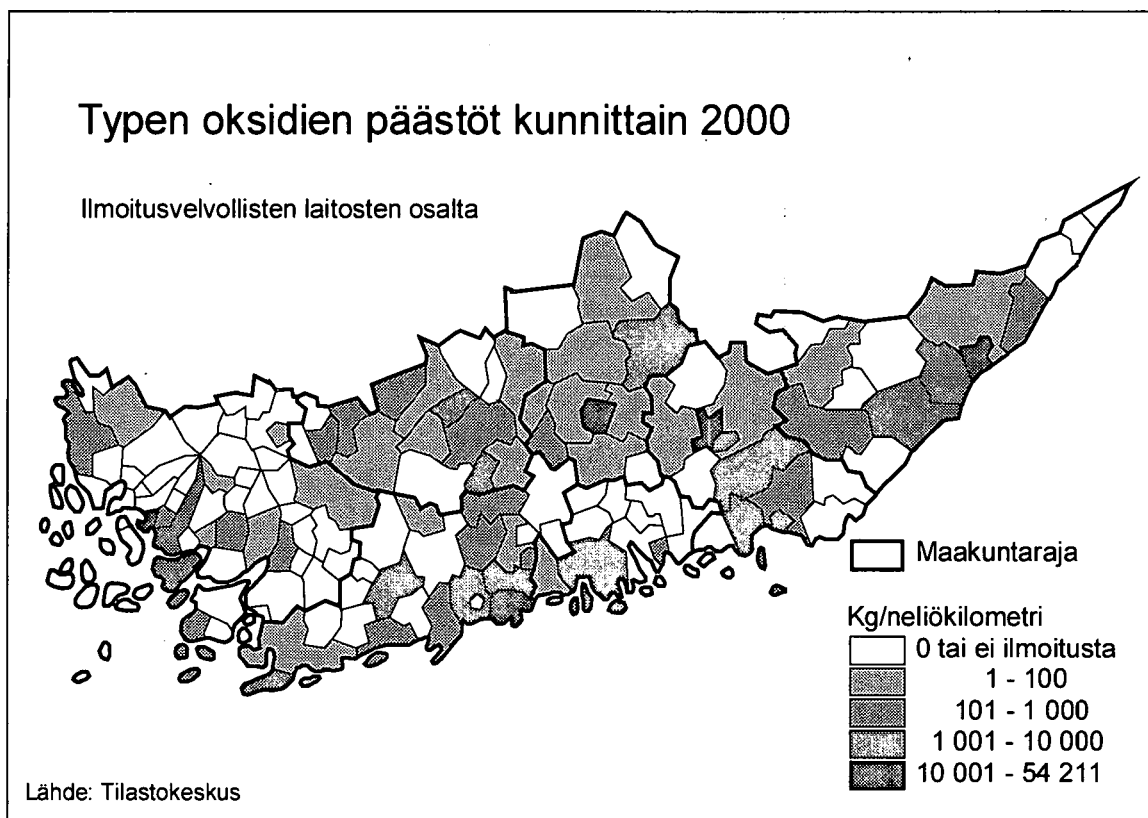 Typen oksidien päästöt kunnittain 2000
Ilmoitusvelvollisten laitosten osalta
Maakuntaraja
Kg/neliökilometri
0 tai ei ilmoitusta
1 - 100
101 - 1 000
1 001 - 10 000
10 001 - 54 211
Lähde: Tilastokeskus